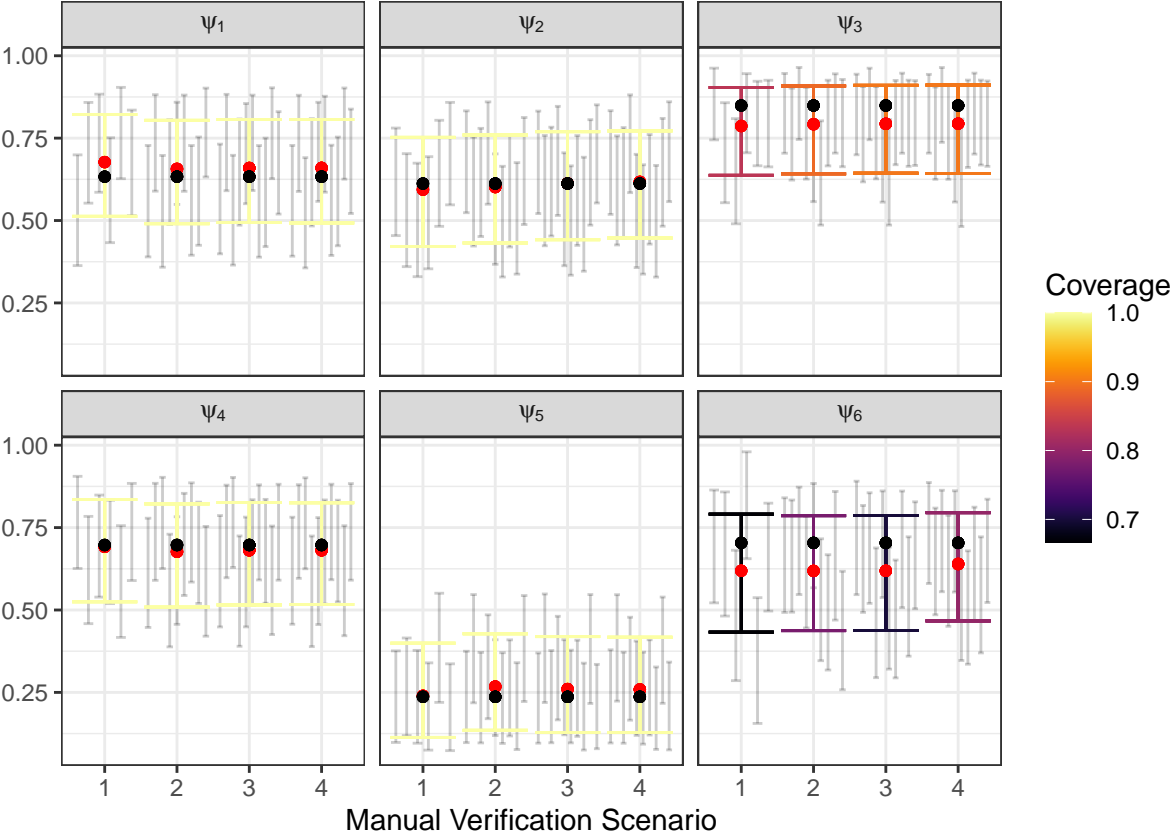 ψ1 ψ2 ψ3
1.00
0.75
0.50
0.25
ψ4 ψ5 ψ6
1.00
0.75
0.50
0.25
1 2 3 4 1 2 3 4 1 2 3 4
Manual Verification Scenario
Coverage
1.0
0.9
0.8
0.7